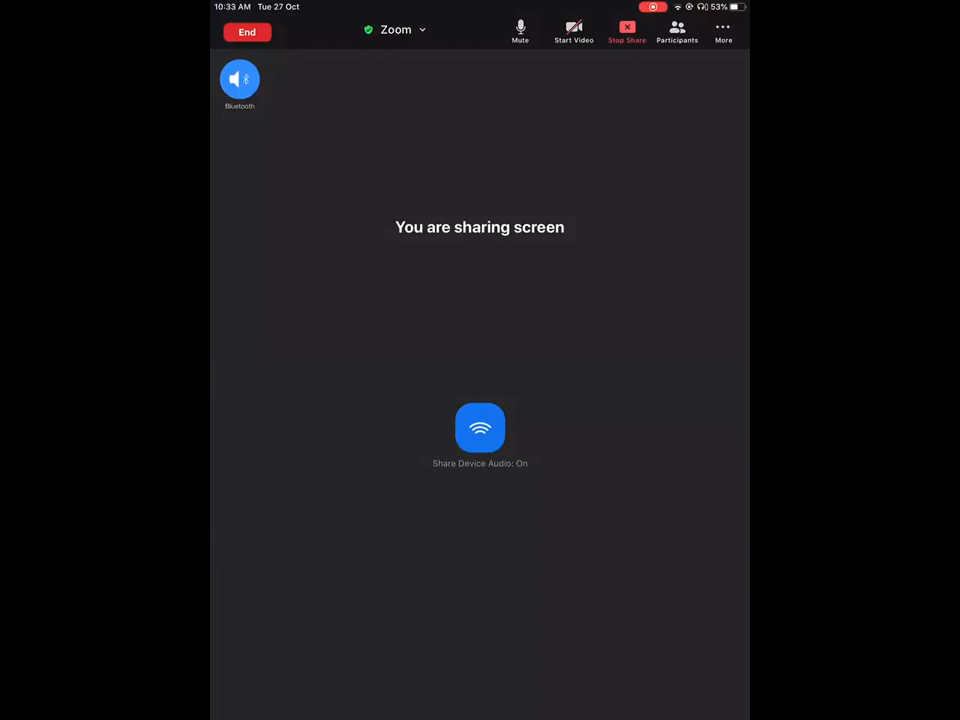 10:33 AM Tue 27 Oct
53%
End
Zoom
Mute
Start Video
Stop Share
Participants
More
Bluetooth
You are sharing screen
Share Device Audio: On